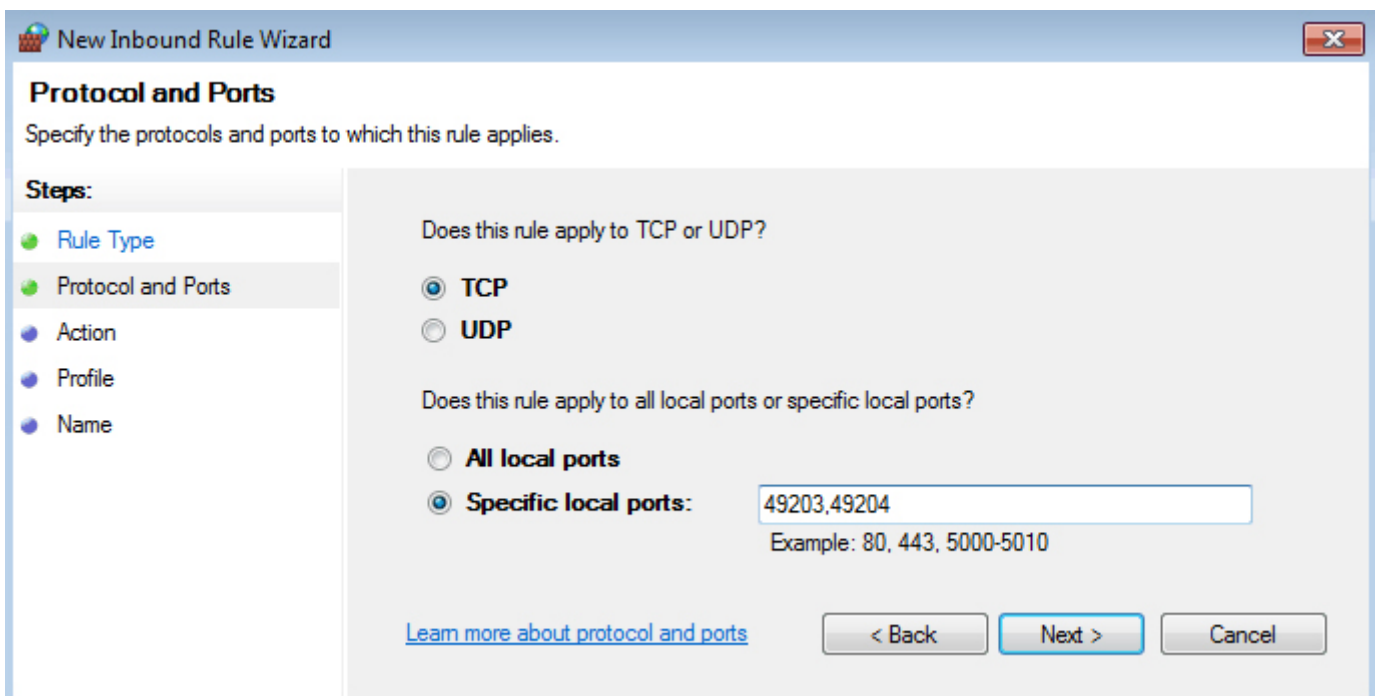 New Inbound Rule Wizard
Protocol and Ports
Specify the protocols and ports to which this rule applies.
Steps:
Rule Type
Protocol and Ports
Action
Profile
Name
Does this rule apply to TCP or UDP?
TCP
UDP
Does this rule apply to all local ports or specific local ports?
All local ports
Specific local ports: 49203,49204
Example: 80, 443, 5000-5010
Learn more about protocol and ports < Back Next > Cancel